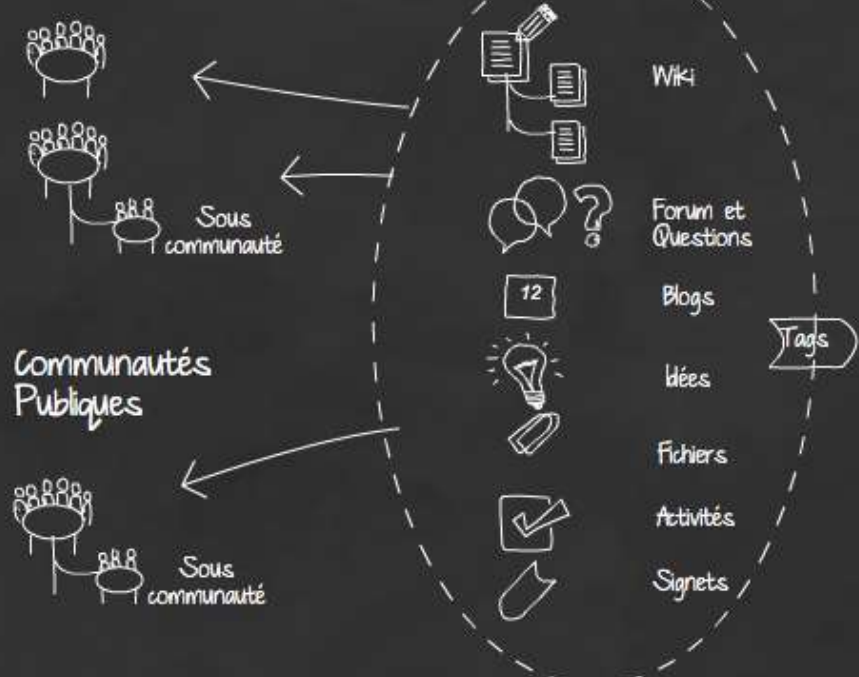 Sous
communauté
Communautés
Publiques
Sous
communauté
Wiki
Forum et
Questions
12
Blogs
Idées
Fichiers
Activités
Signets
Tags